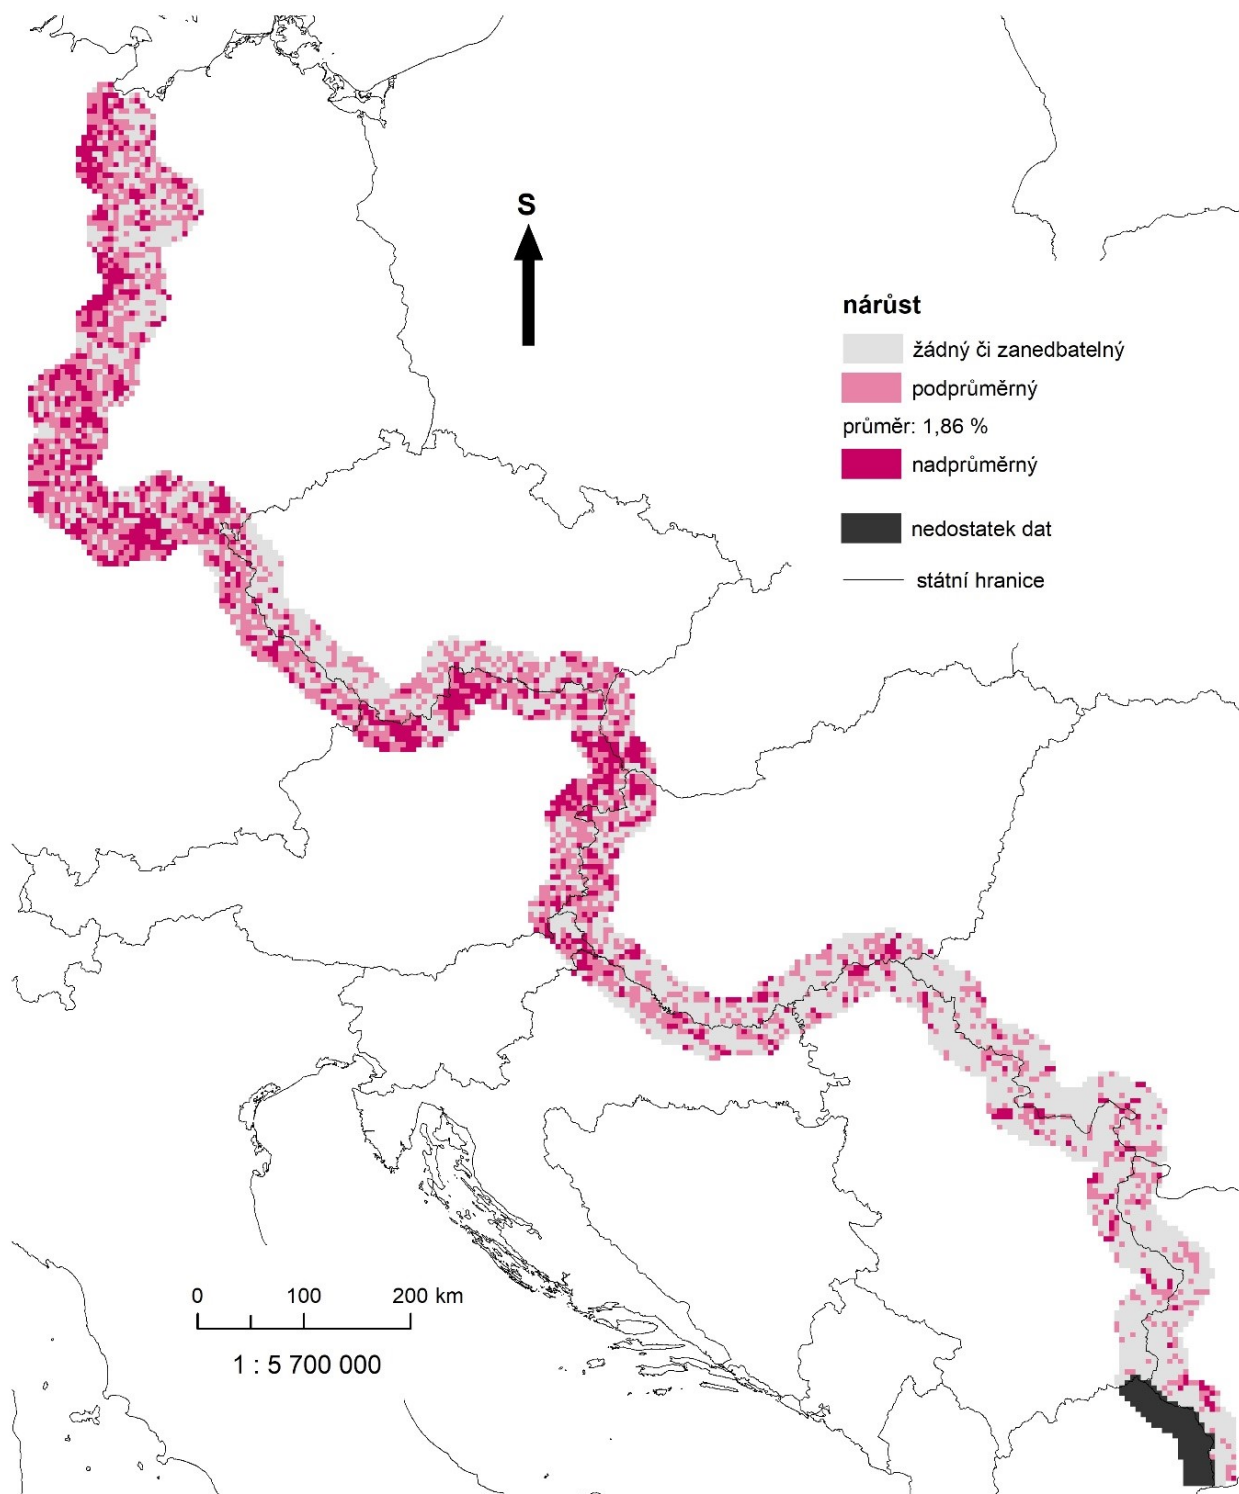 S
nárůst
žádný či zanedbatelný
podprůměrný
průměr: 1,86 %
nadprůměrný
nedostatek dat
státní hranice
0 100 200 km
1 : 5 700 000